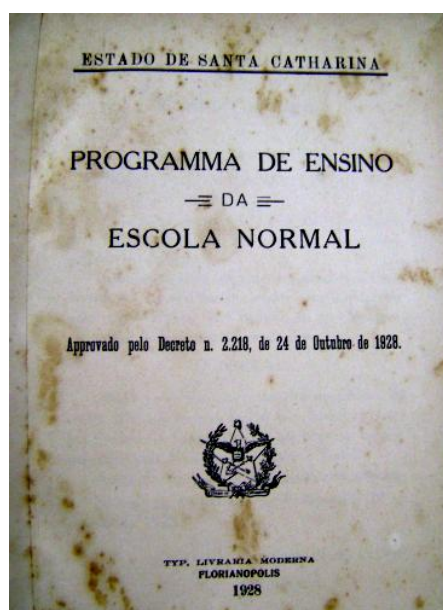 ESTADO DE SANTA CATHARINA
PROGRAMMA DE ENSINO
DA
ESCOLA NORMAL
Approvado pelo Decreto n. 2.218, de 24 de Outubro de 1928.
TYP. LIVRARIA MODERNA
FLORIANOPOLIS
1928